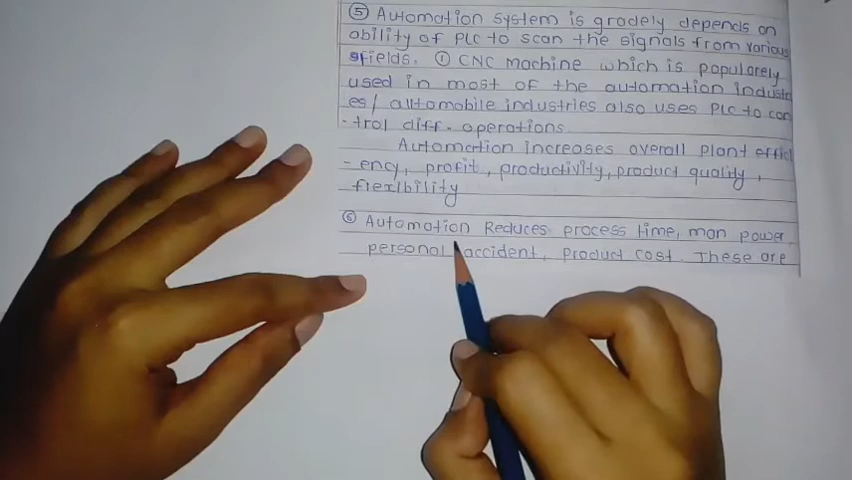 ⑤ Automation system is gradely depends on
ability of PLC to scan the signals from various
fields. ① CNC machine which is popularely
used in most of the automation industri
es/ automobile industries also uses PLC to con
-trol diff. operations.
Automation increases overall plant effici
-ency, profit, productivity, product quality,
flexibility
⑥ Automation Reduces process time, man power,
personal accident, product cost. These are